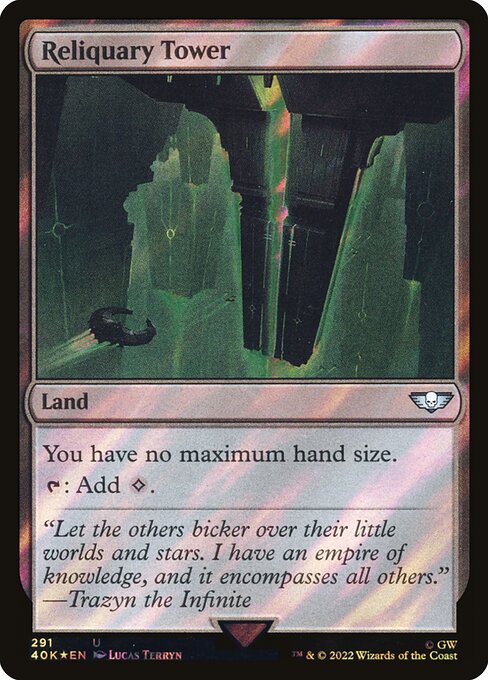 Reliquary Tower
Land
You have no maximum hand size.
: Add .
“Let the others bicker over their little
worlds and stars. I have an empire of
knowledge, and it encompasses all others.”
—Trazyn the Infinite
291 U © GW
40K★EN Lucas Terryn ™ & © 2022 Wizards of the Coast